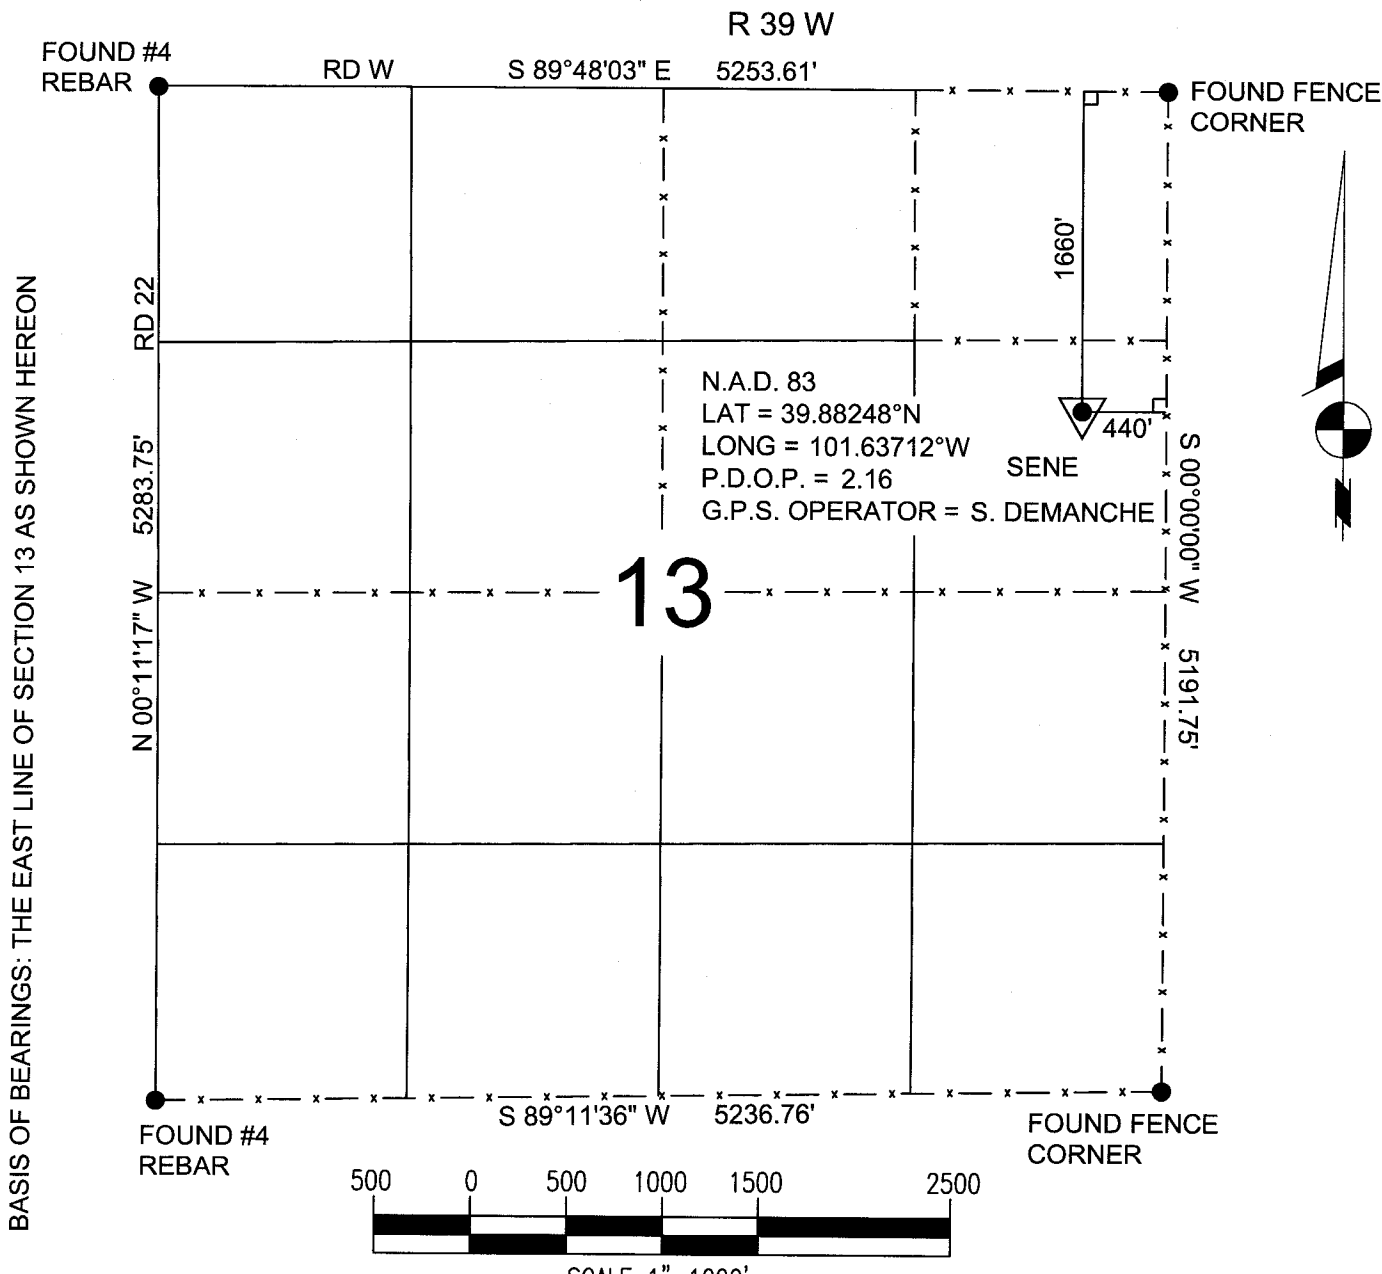 R 39 W
FOUND #4
REBAR
RD W
S 89°48'03" E
5253.61'
FOUND FENCE
CORNER
1660'
RD 22
N.A.D. 83
LAT = 39.88248°N
LONG = 101.63712°W
P.D.O.P. = 2.16
G.P.S. OPERATOR = S. DEMANCHE
440'
SENE
N 00°11'17" W 5283.75'
S 00°00'00" W 5191.75'
13
BASIS OF BEARINGS: THE EAST LINE OF SECTION 13 AS SHOWN HEREON
S 89°11'36" W
5236.76'
FOUND #4
REBAR
FOUND FENCE
CORNER
500 0 500 1000 1500 2500
N